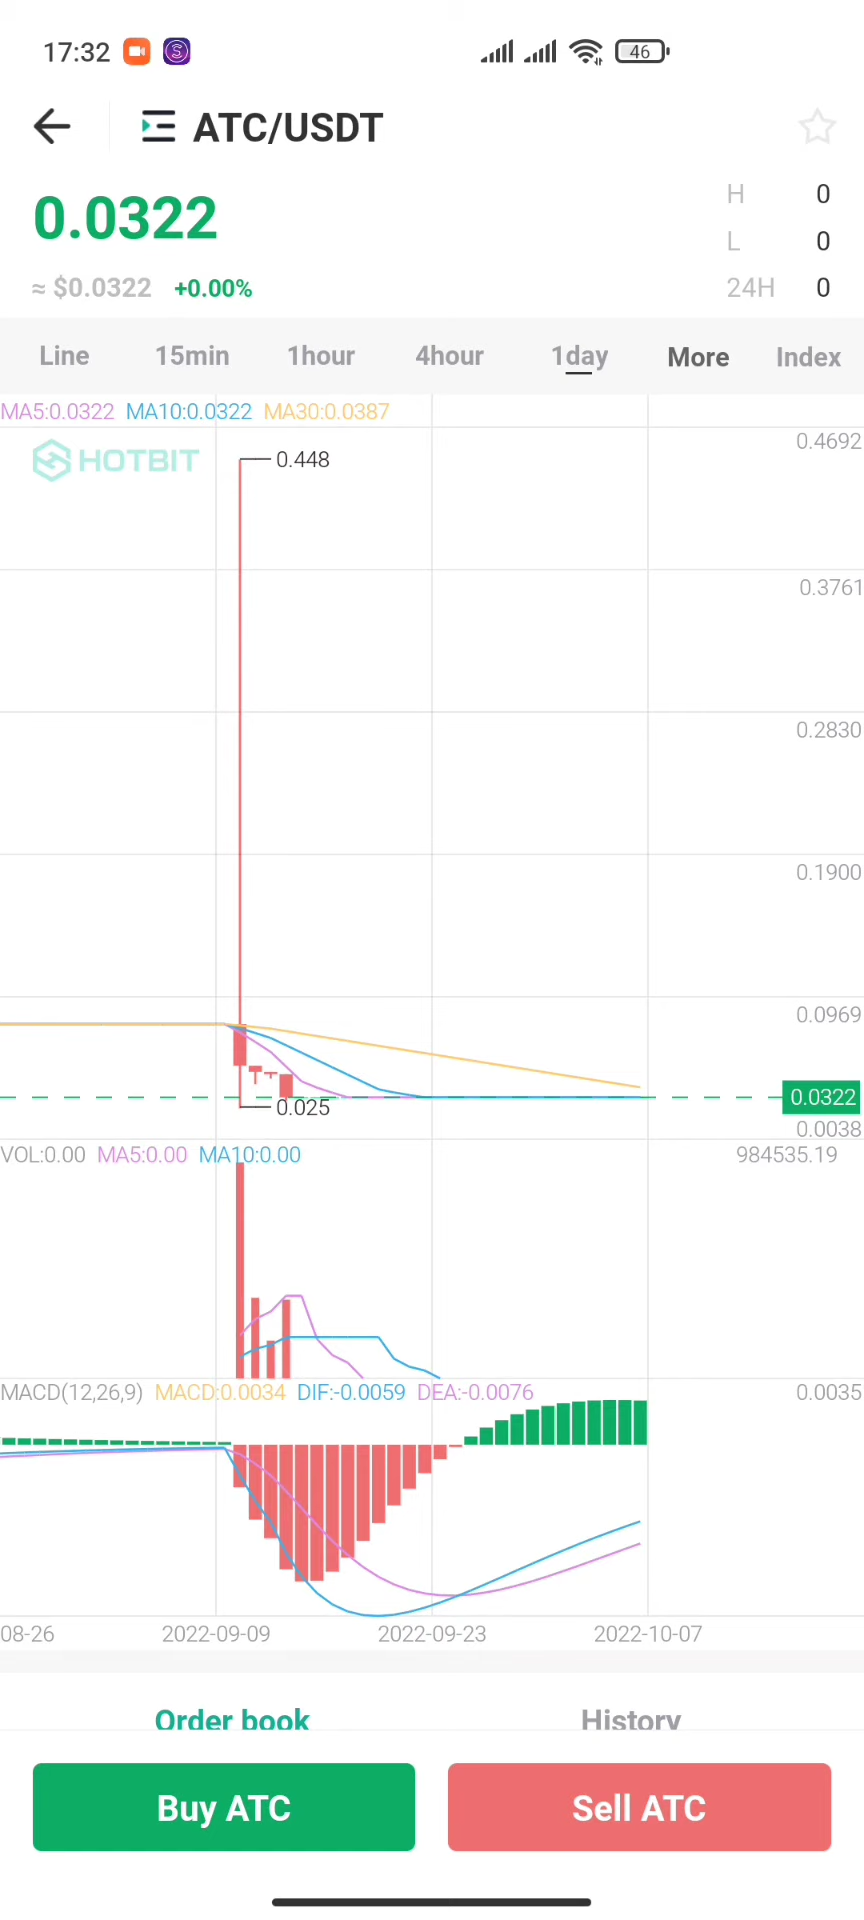 17:32 46
ATC/USDT
0.0322
H 0
L 0
≈ $0.0322 +0.00%
24H 0
Line 15min 1hour 4hour 1day More Index
MA5:0.0322 MA10:0.0322 MA30:0.0387
0.4692
HOTBIT
0.448
0.3761
0.2830
0.1900
0.0969
0.0322
0.025
0.0038
VOL:0.00 MA5:0.00 MA10:0.00 984535.19
MACD(12,26,9) MACD:0.0034 DIF:-0.0059 DEA:-0.0076 0.0035
08-26 2022-09-09 2022-09-23 2022-10-07
Order book History
Buy ATC Sell ATC